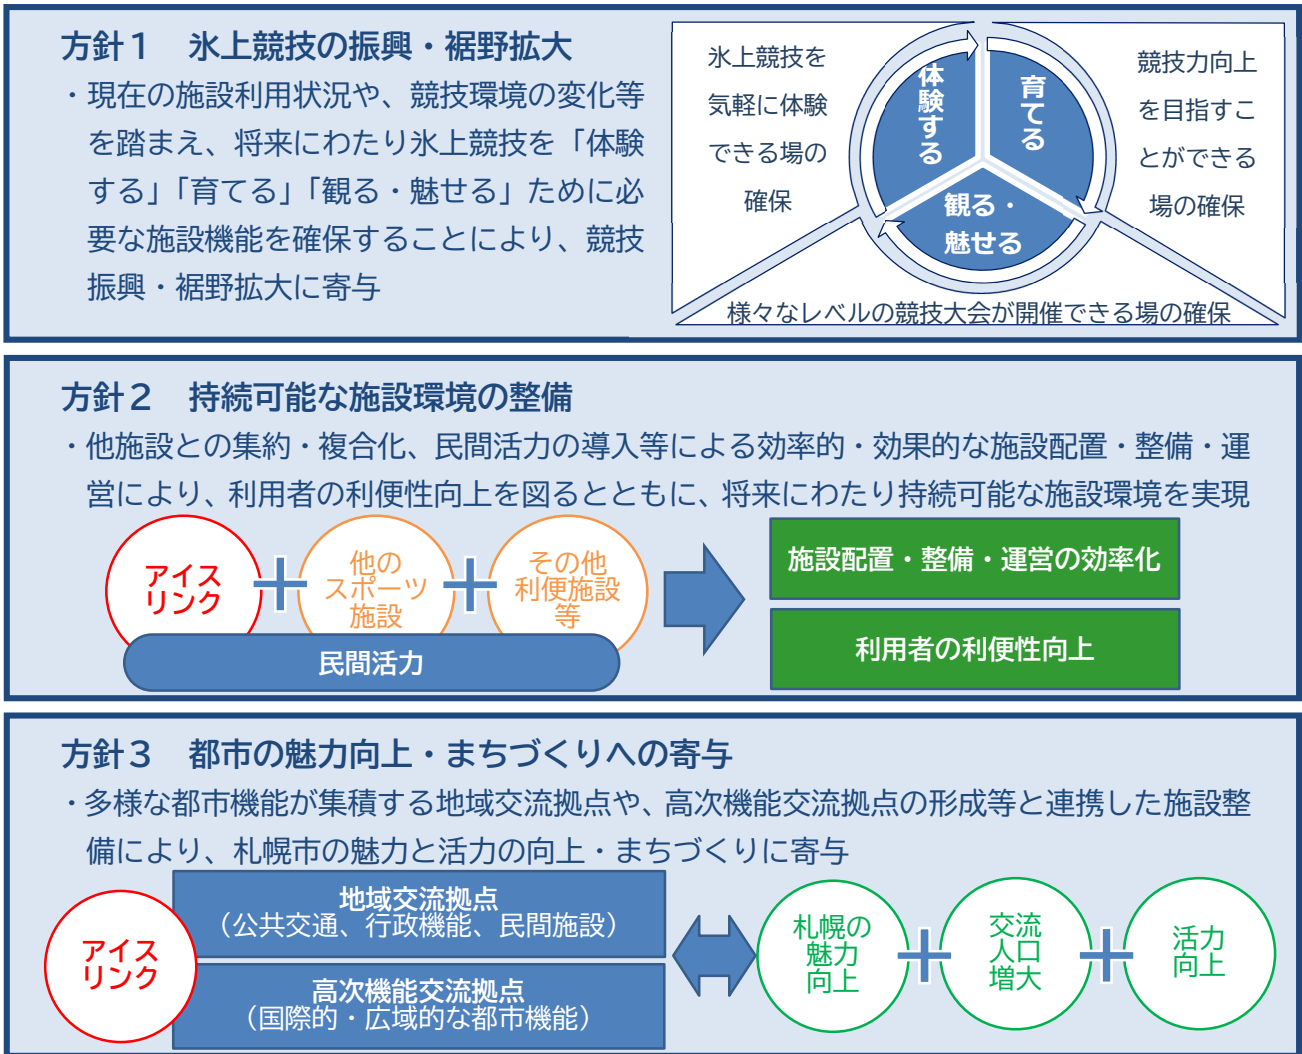 方針１　氷上競技の振興・裾野拡大
・現在の施設利用状況や、競技環境の変化等
を踏まえ、将来にわたり氷上競技を「体験
する」「育てる」「観る・魅せる」ために必
要な施設機能を確保することにより、競技
振興・裾野拡大に寄与
氷上競技を
気軽に体験
できる場の
確保
体験する
育てる
観る・
魅せる
競技力向上
を目指すこ
とができる
場の確保
様々なレベルの競技大会が開催できる場の確保
方針２　持続可能な施設環境の整備
・他施設との集約・複合化、民間活力の導入等による効率的・効果的な施設配置・整備・運
営により、利用者の利便性向上を図るとともに、将来にわたり持続可能な施設環境を実現
アイス
リンク
他の
スポーツ
施設
その他
利便施設
等
民間活力
施設配置・整備・運営の効率化
利用者の利便性向上
方針３　都市の魅力向上・まちづくりへの寄与
・多様な都市機能が集積する地域交流拠点や、高次機能交流拠点の形成等と連携した施設整
備により、札幌市の魅力と活力の向上・まちづくりに寄与
アイス
リンク
地域交流拠点
（公共交通、行政機能、民間施設）
高次機能交流拠点
（国際的・広域的な都市機能）
札幌の
魅力
向上
交流
人口
増大
活力
向上